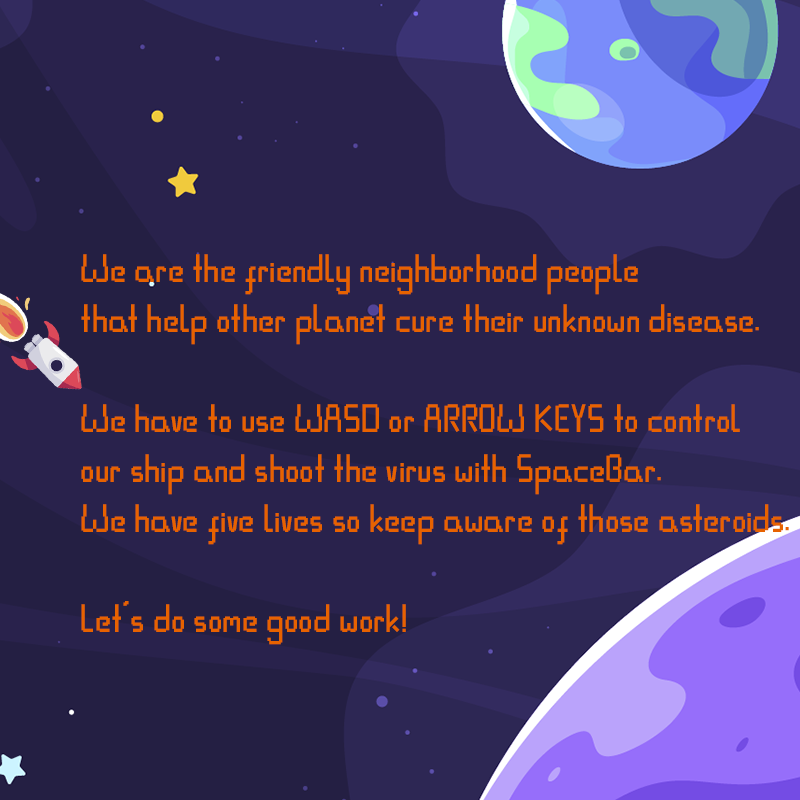 We are the friendly neighborhood people
that help other planet cure their unknown disease.
We have to use WASD or ARROW KEYS to control
our ship and shoot the virus with SpaceBar.
We have five lives so keep aware of those asteroids.
Let's do some good work!